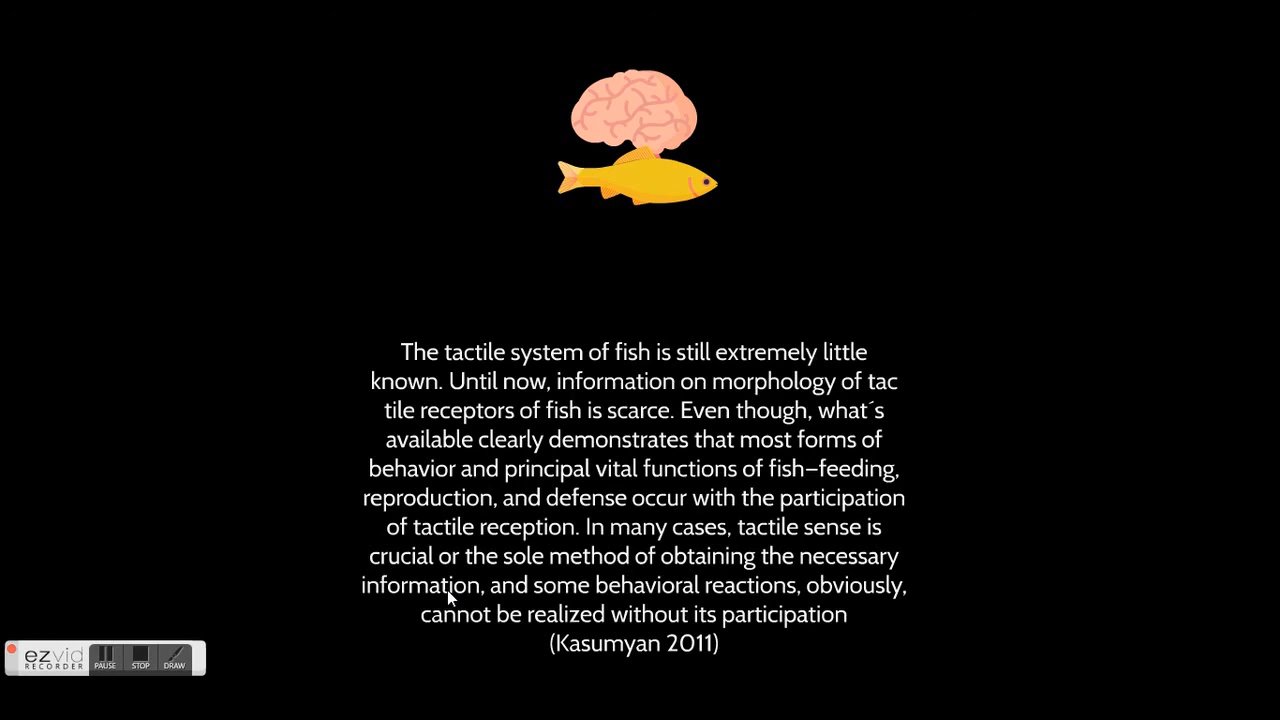 The tactile system of fish is still extremely little
known. Until now, information on morphology of tac
tile receptors of fish is scarce. Even though, what´s
available clearly demonstrates that most forms of
behavior and principal vital functions of fish–feeding,
reproduction, and defense occur with the participation
of tactile reception. In many cases, tactile sense is
crucial or the sole method of obtaining the necessary
information, and some behavioral reactions, obviously,
cannot be realized without its participation
(Kasumyan 2011)
ezvid
RECORDER
PAUSE STOP DRAW